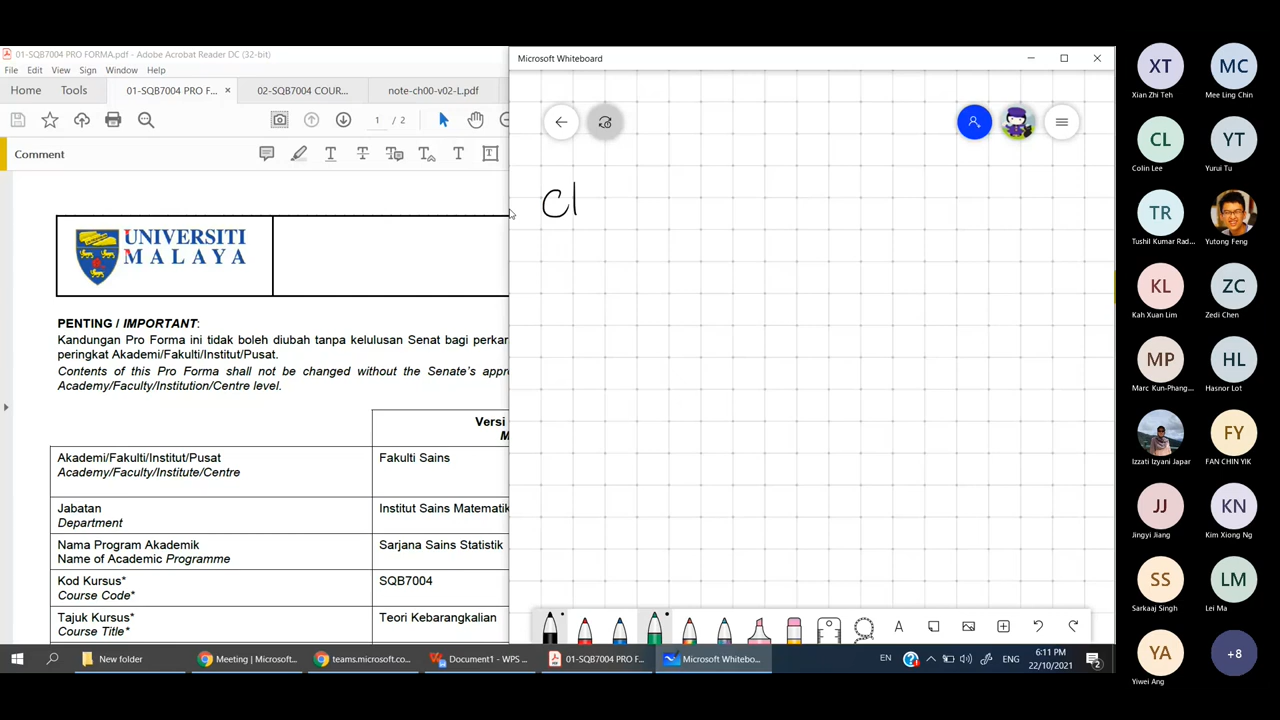 01-SQB7004 PRO FORMA.pdf - Adobe Acrobat Reader DC (32-bit)
File Edit View Sign Window Help
Home Tools 01-SQB7004 PRO F... × 02-SQB7004 COUR... note-ch00-v02-L.pdf
1 / 2
Comment
UNIVERSITI
MALAYA
PENTING / IMPORTANT:
Kandungan Pro Forma ini tidak boleh diubah tanpa kelulusan Senat bagi perkar
peringkat Akademi/Fakulti/Institut/Pusat.
Contents of this Pro Forma shall not be changed without the Senate's appr
Academy/Faculty/Institution/Centre level.
Versi
M
Akademi/Fakulti/Institut/Pusat
Academy/Faculty/Institute/Centre
Fakulti Sains
Jabatan
Department
Institut Sains Matematik
Nama Program Akademik
Name of Academic Programme
Sarjana Sains Statistik
Kod Kursus*
Course Code*
SQB7004
Tajuk Kursus*
Course Title*
Teori Kebarangkalian
Microsoft Whiteboard
Cl
A
XT
Xian Zhi Teh
MC
Mee Ling Chin
CL
Colin Lee
YT
Yurui Tu
TR
Tushil Kumar Rad...
Yutong Feng
KL
Kah Xuan Lim
ZC
Zedi Chen
MP
Marc Kun-Phang...
HL
Hasnor Lot
Izzati Izyani Japar
FY
FAN CHIN YIK
JJ
Jingyi Jiang
KN
Kim Xiong Ng
SS
Sarkaaj Singh
LM
Lei Ma
YA
Yiwei Ang
+8
New folder Meeting | Microsoft... teams.microsoft.co... Document1 - WPS ... 01-SQB7004 PRO F... Microsoft Whitebo... EN ENG 6:11 PM
22/10/2021
2